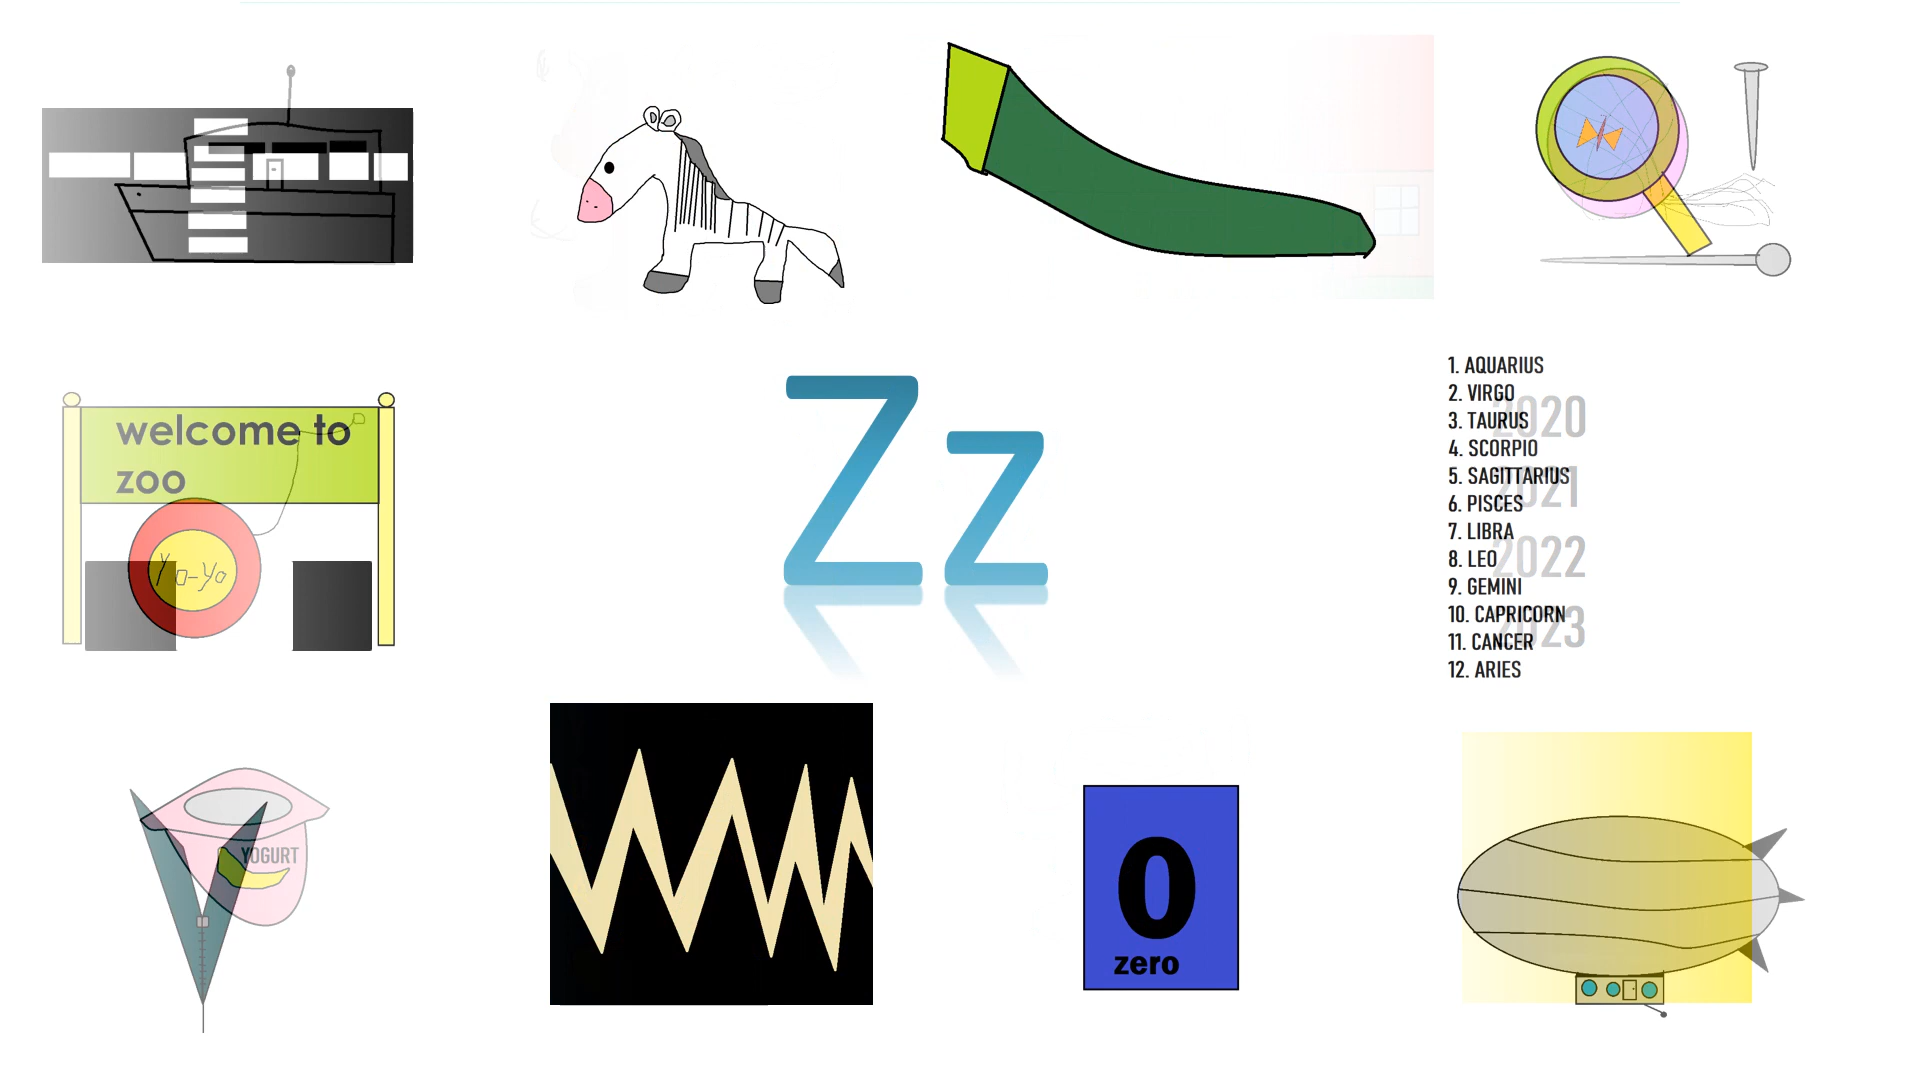 welcome to
zoo
yo-yo
Zz
1. AQUARIUS
2. VIRGO
3. TAURUS
4. SCORPIO
5. SAGITTARIUS
6. PISCES
7. LIBRA
8. LEO
9. GEMINI
10. CAPRICORN
11. CANCER
12. ARIES
2020
2021
2022
2023
YOGURT
0
zero